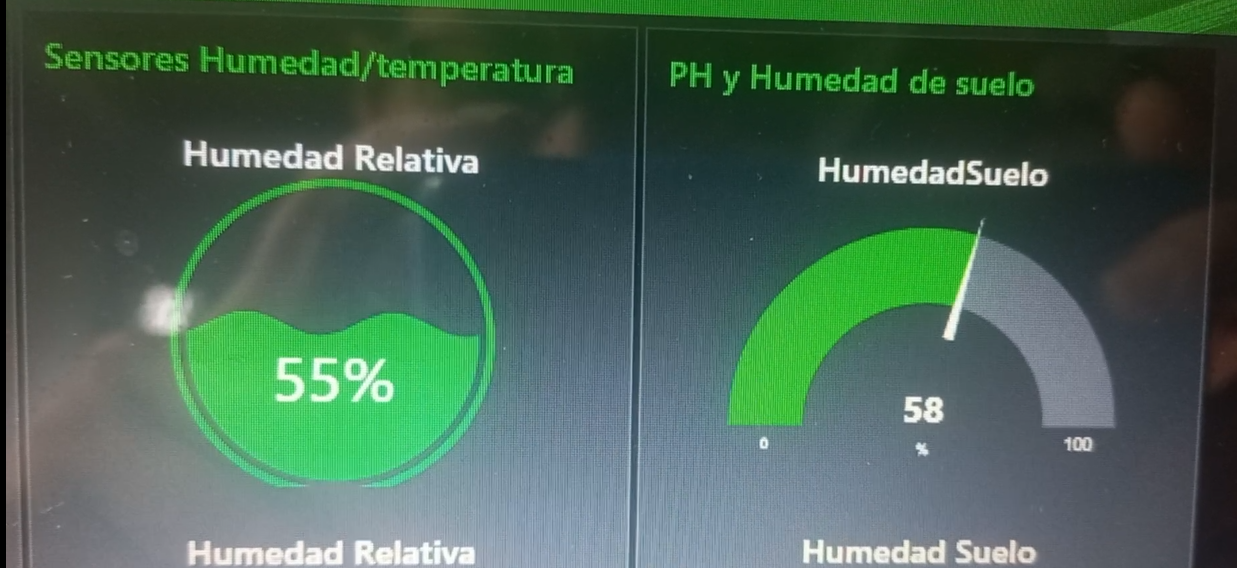 Sensores Humedad/temperatura
Humedad Relativa
55%
Humedad Relativa
PH y Humedad de suelo
HumedadSuelo
58
%
0
100
Humedad Suelo